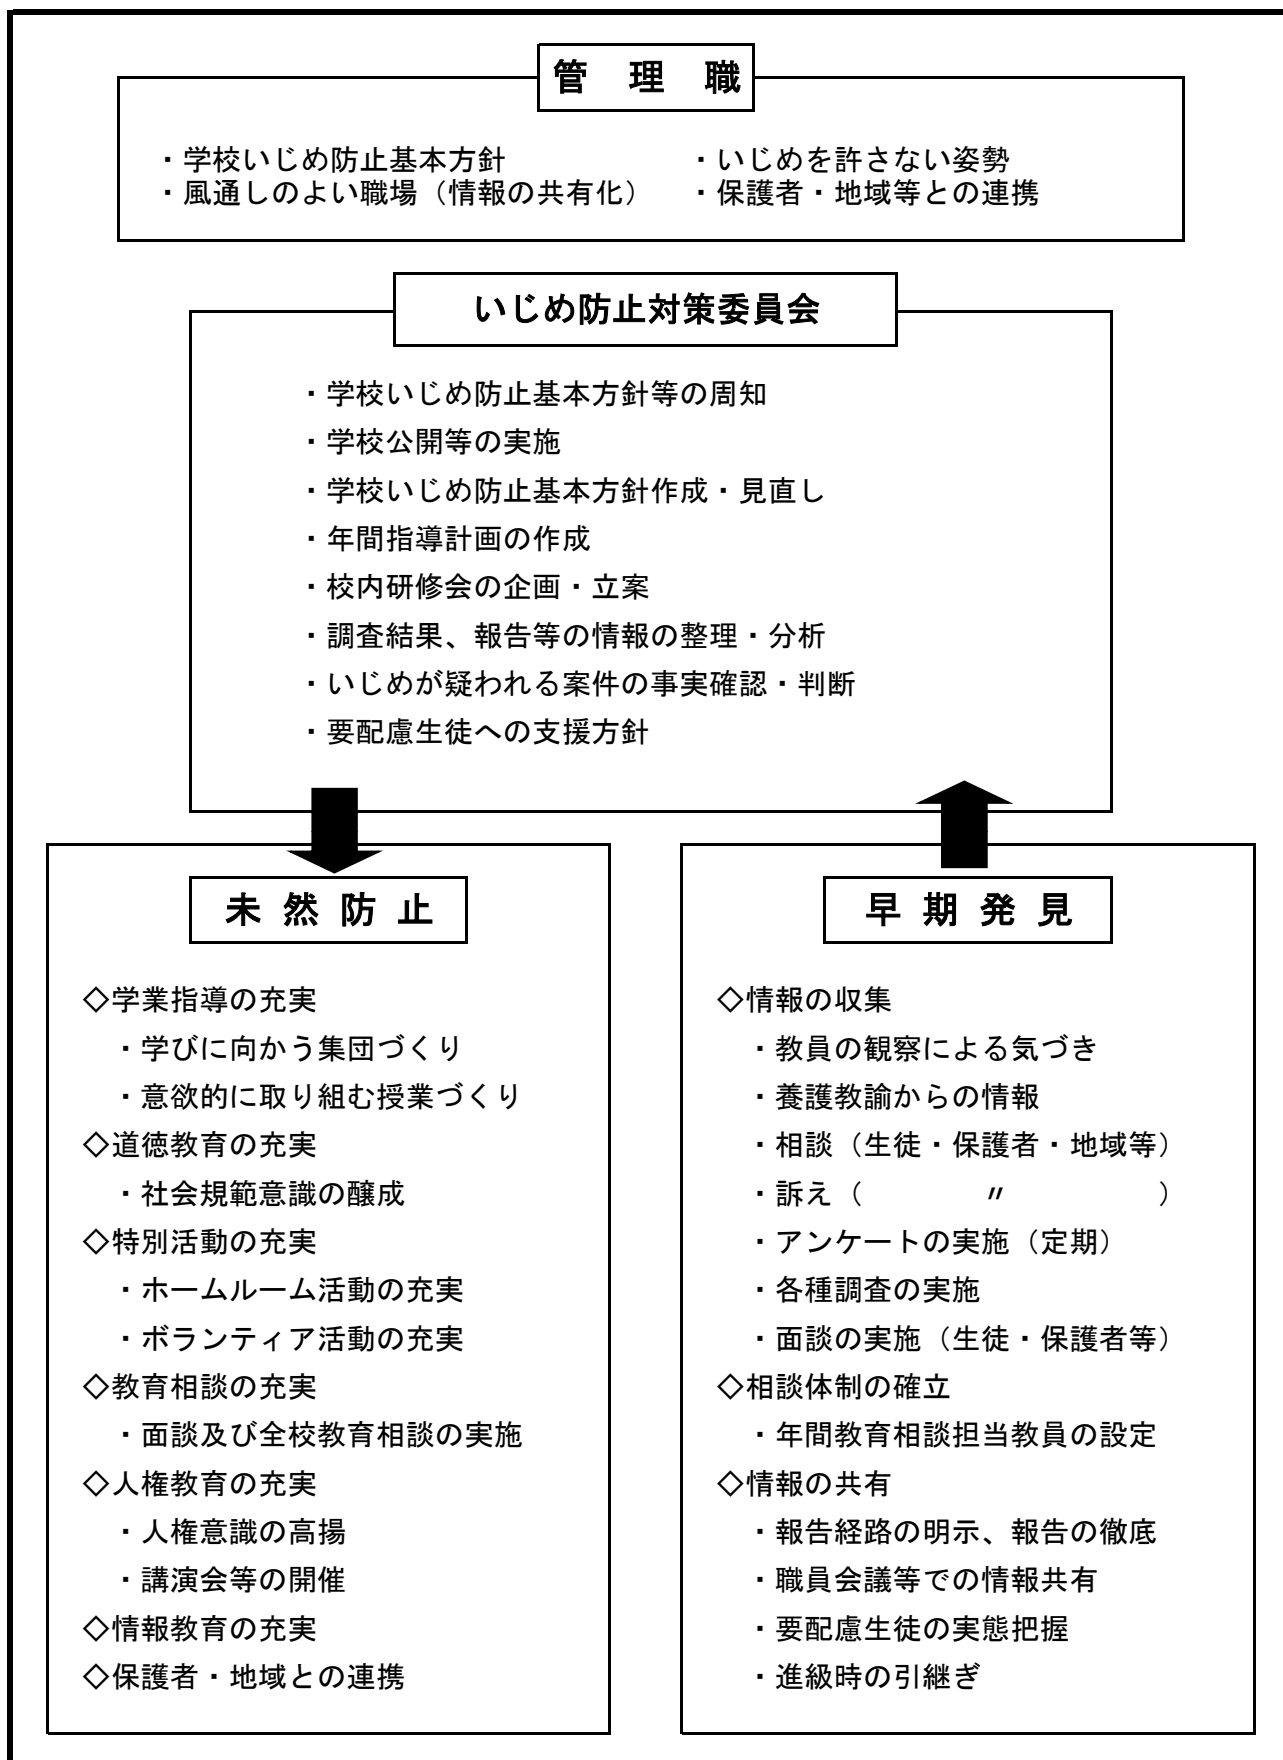 管理職
・学校いじめ防止基本方針　・いじめを許さない姿勢
・風通しのよい職場（情報の共有化）　・保護者・地域等との連携
いじめ防止対策委員会
・学校いじめ防止基本方針等の周知
・学校公開等の実施
・学校いじめ防止基本方針作成・見直し
・年間指導計画の作成
・校内研修会の企画・立案
・調査結果、報告等の情報の整理・分析
・いじめが疑われる案件の事実確認・判断
・要配慮生徒への支援方針
未然防止
◇学業指導の充実
・学びに向かう集団づくり
・意欲的に取り組む授業づくり
◇道徳教育の充実
・社会規範意識の醸成
◇特別活動の充実
・ホームルーム活動の充実
・ボランティア活動の充実
◇教育相談の充実
・面談及び全校教育相談の実施
◇人権教育の充実
・人権意識の高揚
・講演会等の開催
◇情報教育の充実
◇保護者・地域との連携
早期発見
◇情報の収集
・教員の観察による気づき
・養護教諭からの情報
・相談（生徒・保護者・地域等）
・訴え（　　〃　　）
・アンケートの実施（定期）
・各種調査の実施
・面談の実施（生徒・保護者等）
◇相談体制の確立
・年間教育相談担当教員の設定
◇情報の共有
・報告経路の明示、報告の徹底
・職員会議等での情報共有
・要配慮生徒の実態把握
・進級時の引継ぎ